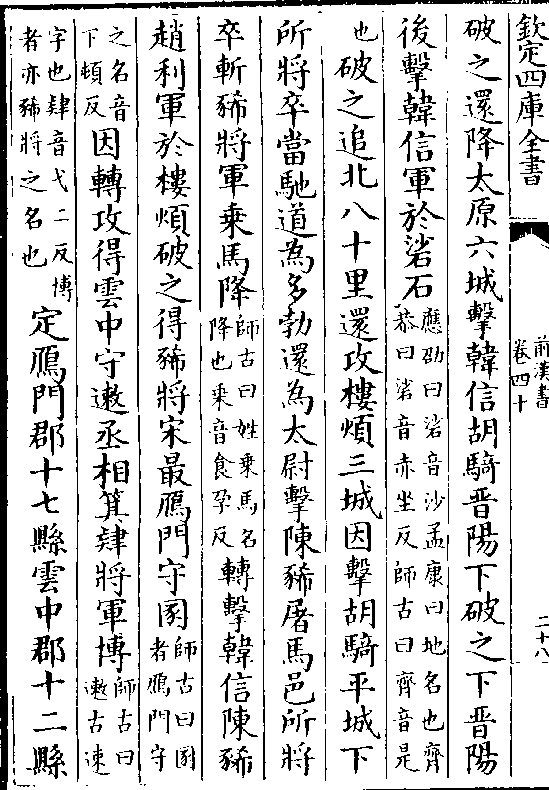 欽定四庫全書
前漢書
卷四十
二十八
破之還降太原六城擊韓信胡騎晉陽下破之下晉陽
後擊韓信軍於砦石應劭曰砦音沙孟康曰地名也齊恭曰砦音赤坐反師古曰齊音是
也破之追北八十里還攻樓煩三城因擊胡騎平城下
所將卒當馳道為多勃還為太尉擊陳豨屠馬邑所將
卒斬豨將軍乗馬降師古曰姓乗馬名降也乗音食孕反轉擊韓信陳豨
趙利軍於樓煩破之得豨將宋最鴈門守圂師古曰圂者鴈門守
之名音下頓反因轉攻得雲中守遬丞相箕肄將軍博師古曰遬古速
字也肄音弋二反博者亦豨將之名也定鴈門郡十七縣雲中郡十二縣